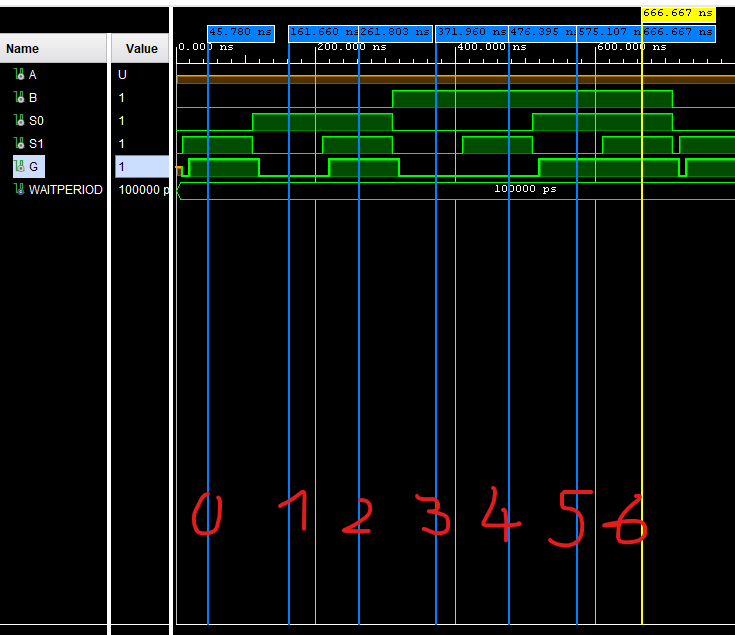 666.667 ns
45.780 ns 161.660 ns 261.803 ns 371.960 ns 476.395 ns 575.107 n 666.667 ns
Name Value 0.000 ns 200.000 ns 400.000 ns 600.000 ns
A U
B 1
S0 1
S1 1
G 1
WAITPERIOD 100000 p 100000 ps
0 1 2 3 4 5 6